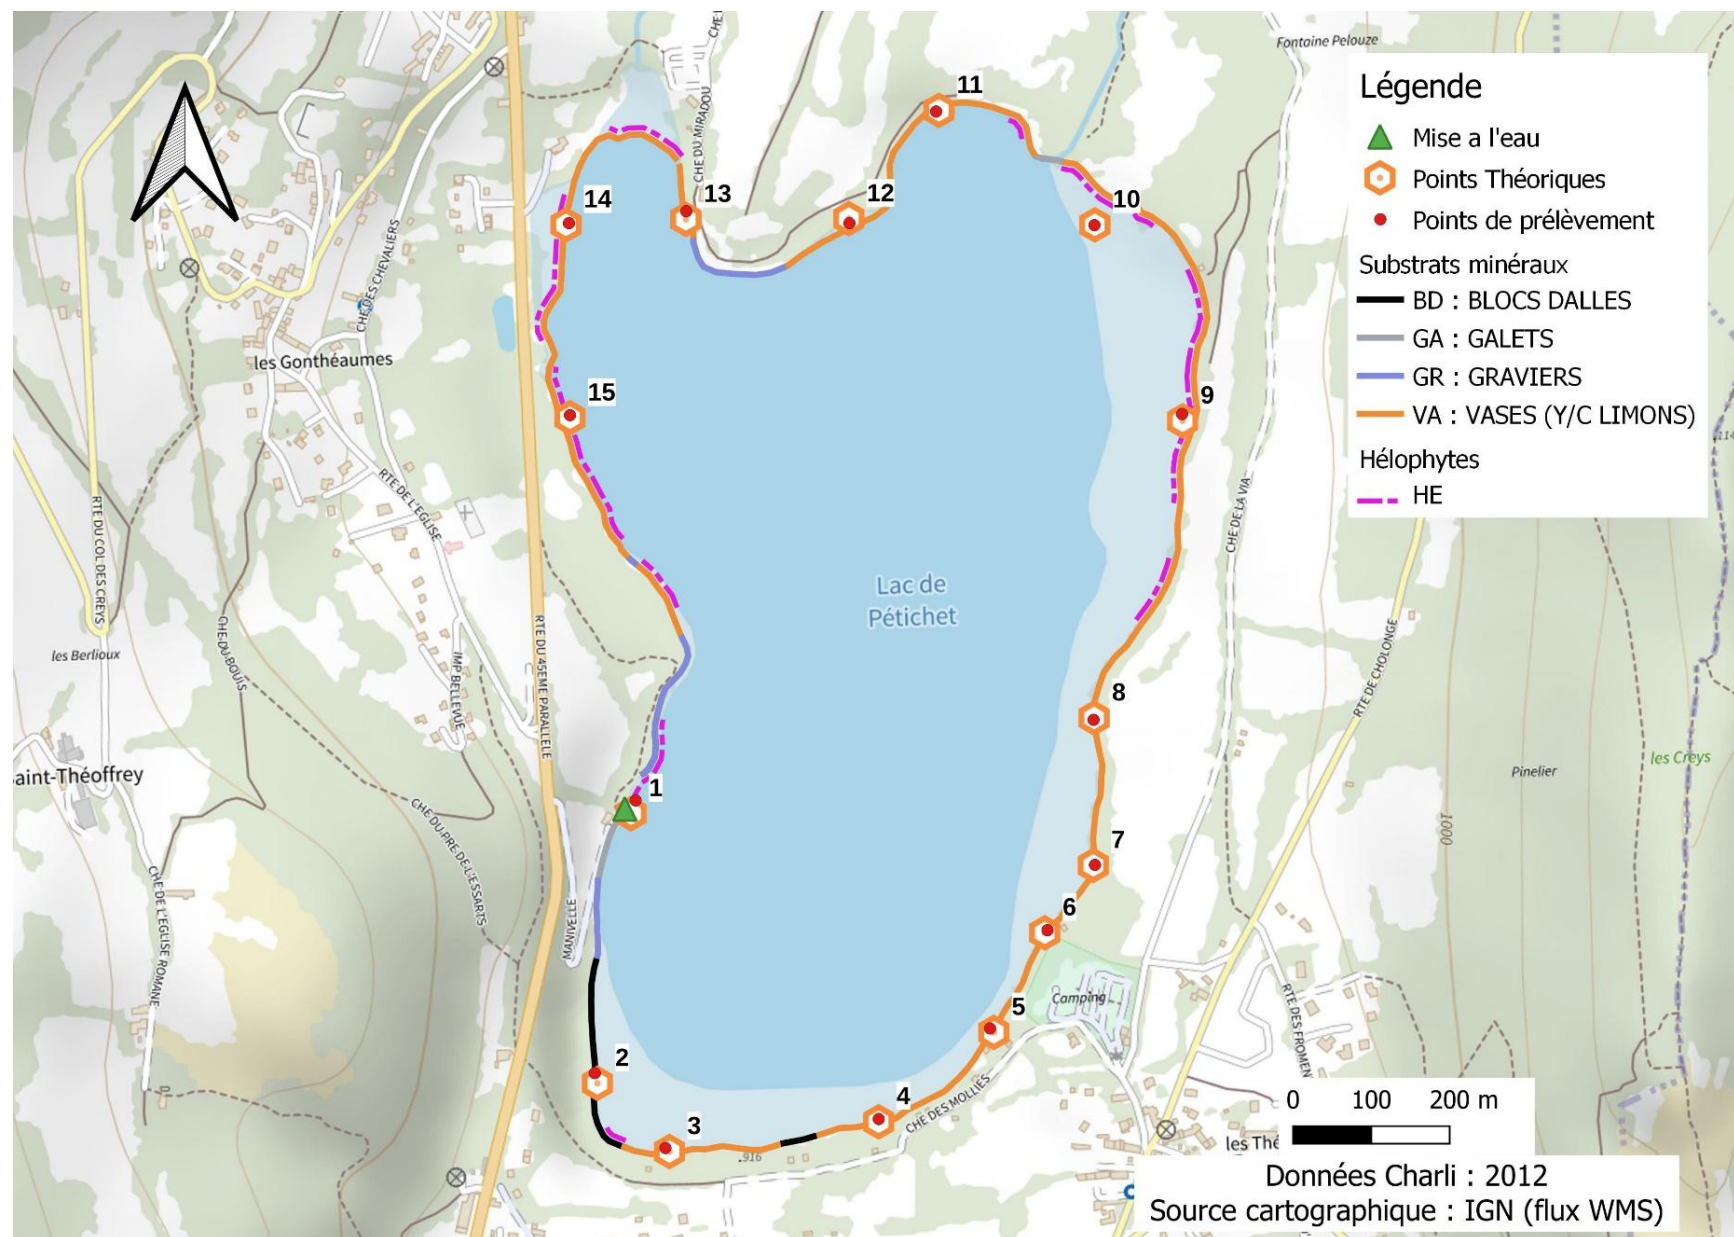 Fontaine Pelouze
Légende
Mise a l'eau
Points Théoriques
Points de prélèvement
Substrats minéraux
BD : BLOCS DALLES
GA : GALETS
GR : GRAVIERS
VA : VASES (Y/C LIMONS)
Hélophytes
HE
CHE DU MIRADOU
CHE DES CHEVALIERS
11
10
12
13
14
15
9
les Gonthéaumes
RTE DE L'EGLISE
RTE DU COL DES CREYS
CHE DE LA VIA
Lac de
Pétichet
les Berlioux
CHE DU BOUIS
IMP BELLEVUE
RTE DU 45EME PARALLELE
RTE DE CHOLONGE
8
les Creys
Pinelier
aint-Théoffrey
1
CHE DU PRE DE L'ESSARTS
1000
7
6
CHE DE L'EGLISE ROMANE
MANIVELLE
Camping
5
RTE DES FROMEN
2
4
3
CHE DES MOLLIES
916
les Thé
0 100 200 m
Données Charli : 2012
Source cartographique : IGN (flux WMS)